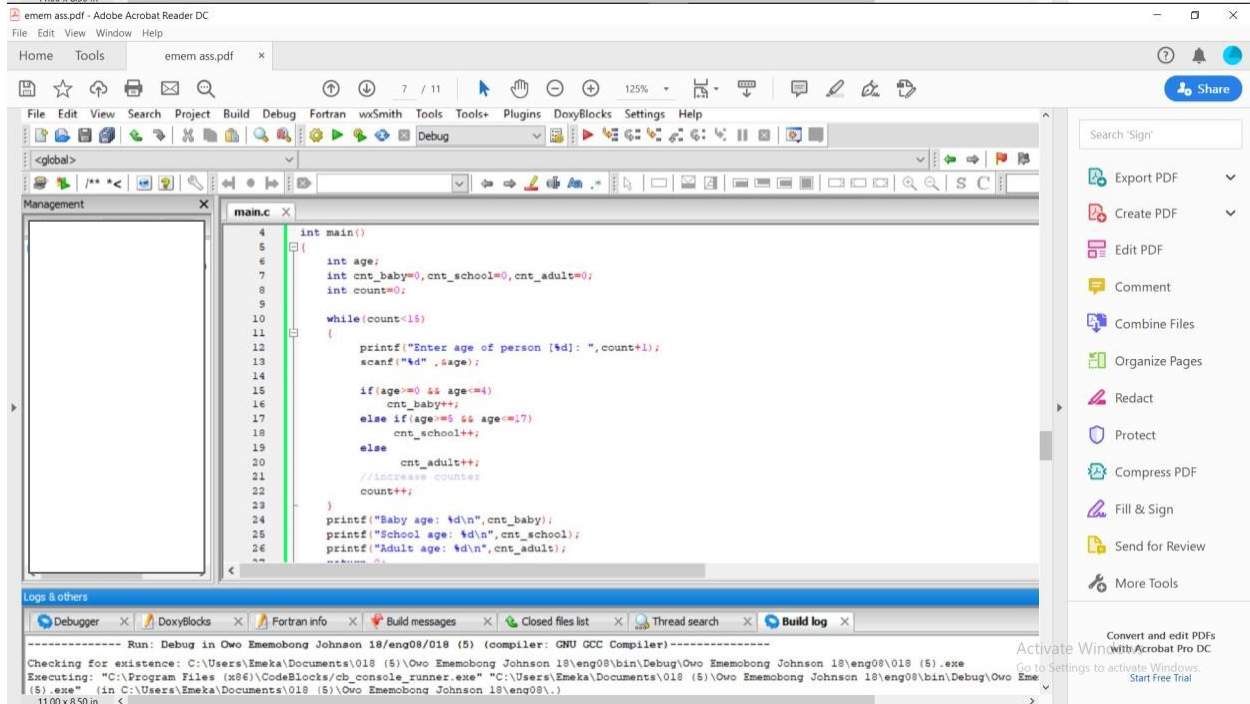 emem ass.pdf - Adobe Acrobat Reader DC
File Edit View Window Help
Home Tools emem ass.pdf ×
7 / 11 125% Share
File Edit View Search Project Build Debug Fortran wxSmith Tools Tools+ Plugins DoxyBlocks Settings Help
Debug
<global>
/** *<
S C
Management X
main.c X
4 int main()
5 {
6 int age;
7 int cnt_baby=0,cnt_school=0,cnt_adult=0;
8 int count=0;
9
10 while(count<15)
11 {
12 printf("Enter age of person [%d]: ",count+1);
13 scanf("%d" ,&age);
14
15 if(age>=0 && age<=4)
16 cnt_baby++;
17 else if(age>=5 && age<=17)
18 cnt_school++;
19 else
20 cnt_adult++;
21 //increase counter
22 count++;
23 }
24 printf("Baby age: %d\n",cnt_baby);
25 printf("School age: %d\n",cnt_school);
26 printf("Adult age: %d\n",cnt_adult);
Logs & others
Debugger X DoxyBlocks X Fortran info X Build messages X Closed files list X Thread search X Build log X
-------------- Run: Debug in Owo Ememobong Johnson 18/eng08/018 (5) (compiler: GNU GCC Compiler)---------------
Checking for existence: C:\Users\Emeka\Documents\018 (5)\Owo Ememobong Johnson 18\eng08\bin\Debug\Owo Ememobong Johnson 18\eng08\018 (5).exe
Executing: "C:\Program Files (x86)\CodeBlocks/cb_console_runner.exe" "C:\Users\Emeka\Documents\018 (5)\Owo Ememobong Johnson 18\eng08\bin\Debug\Owo Eme
(5).exe" (in C:\Users\Emeka\Documents\018 (5)\Owo Ememobong Johnson 18\eng08\.)
11.00 x 8.50 in
Search 'Sign'
Export PDF
Create PDF
Edit PDF
Comment
Combine Files
Organize Pages
Redact
Protect
Compress PDF
Fill & Sign
Send for Review
More Tools
Convert and edit PDFs
with Acrobat Pro DC
Start Free Trial
Activate Windows
Go to Settings to activate Windows.